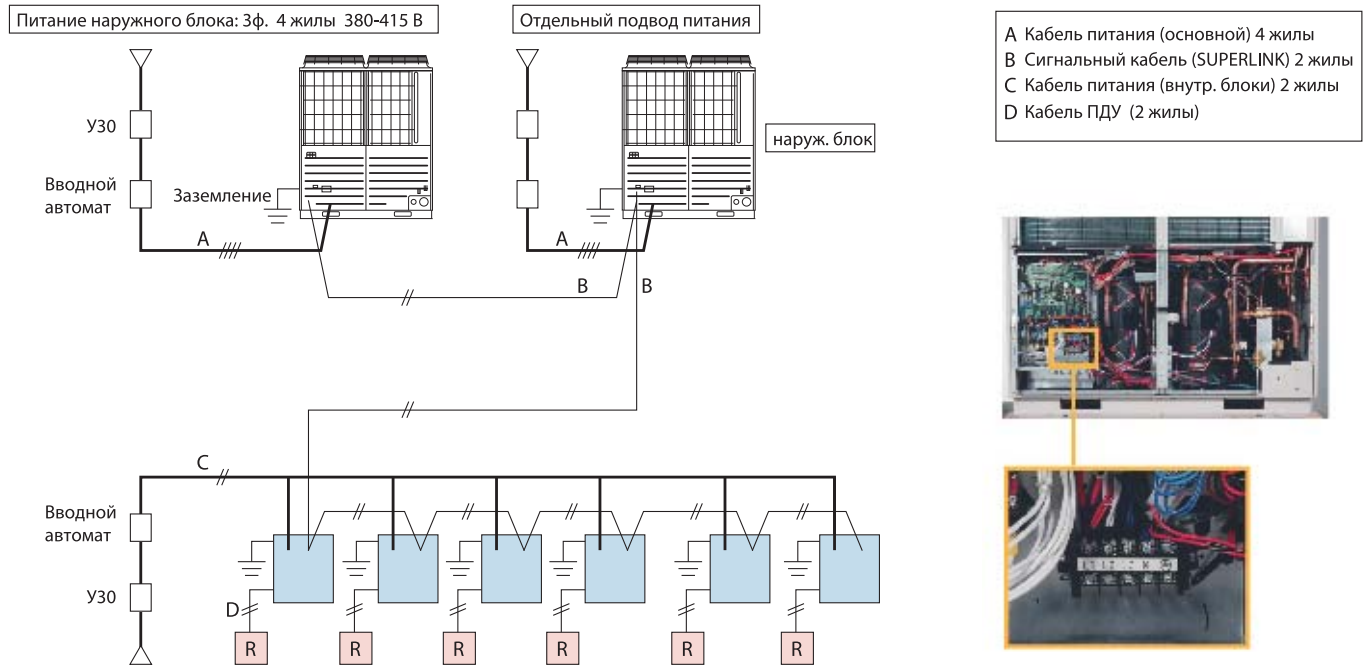 Питание наружного блока: 3ф. 4 жилы 380-415 В
Отдельный подвод питания
A Кабель питания (основной) 4 жилы
B Сигнальный кабель (SUPERLINK) 2 жилы
C Кабель питания (внутр. блоки) 2 жилы
D Кабель ПДУ (2 жилы)
УЗО
наруж. блок
Вводной
автомат
Заземление
A
A
B
B
C
Вводной
автомат
УЗО
D
R
R
R
R
R
R